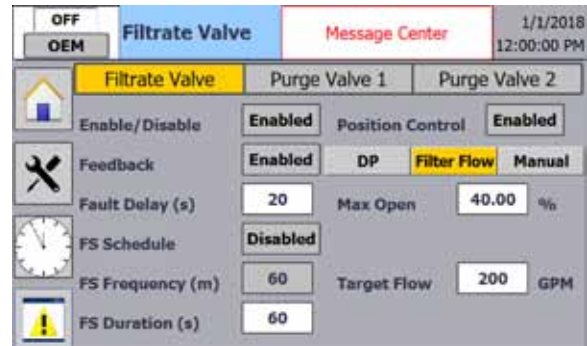 OFF
OEM
Filtrate Valve
Message Center
1/1/2018
12:00:00 PM
Filtrate Valve
Purge Valve 1
Purge Valve 2
Enable/Disable Enabled
Position Control Enabled
Feedback Enabled
DP Filter Flow Manual
Fault Delay (s) 20
Max Open 40.00 %
FS Schedule Disabled
FS Frequency (m) 60
Target Flow 200 GPM
FS Duration (s) 60